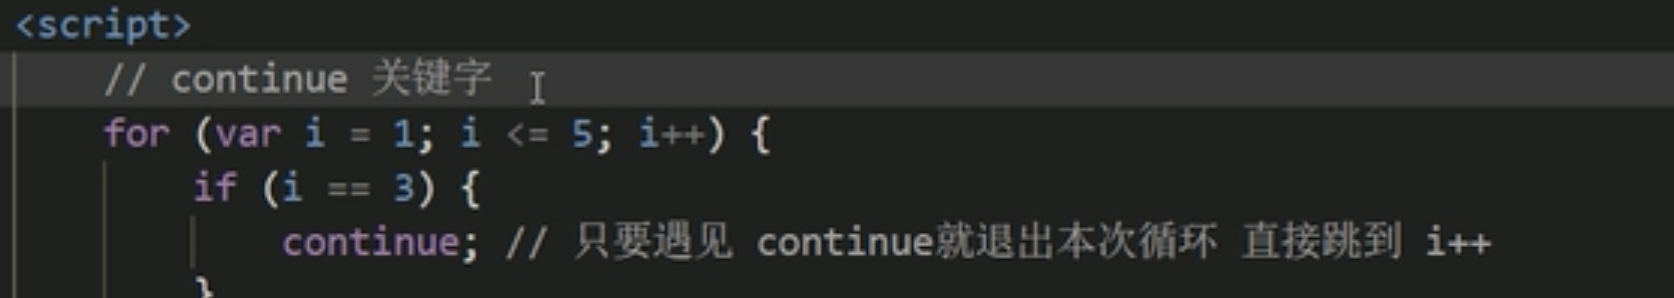 <script>
// continue 关键字
for (var i = 1; i <= 5; i++) {
if (i == 3) {
continue; // 只要遇见 continue就退出本次循环 直接跳到 i++
}